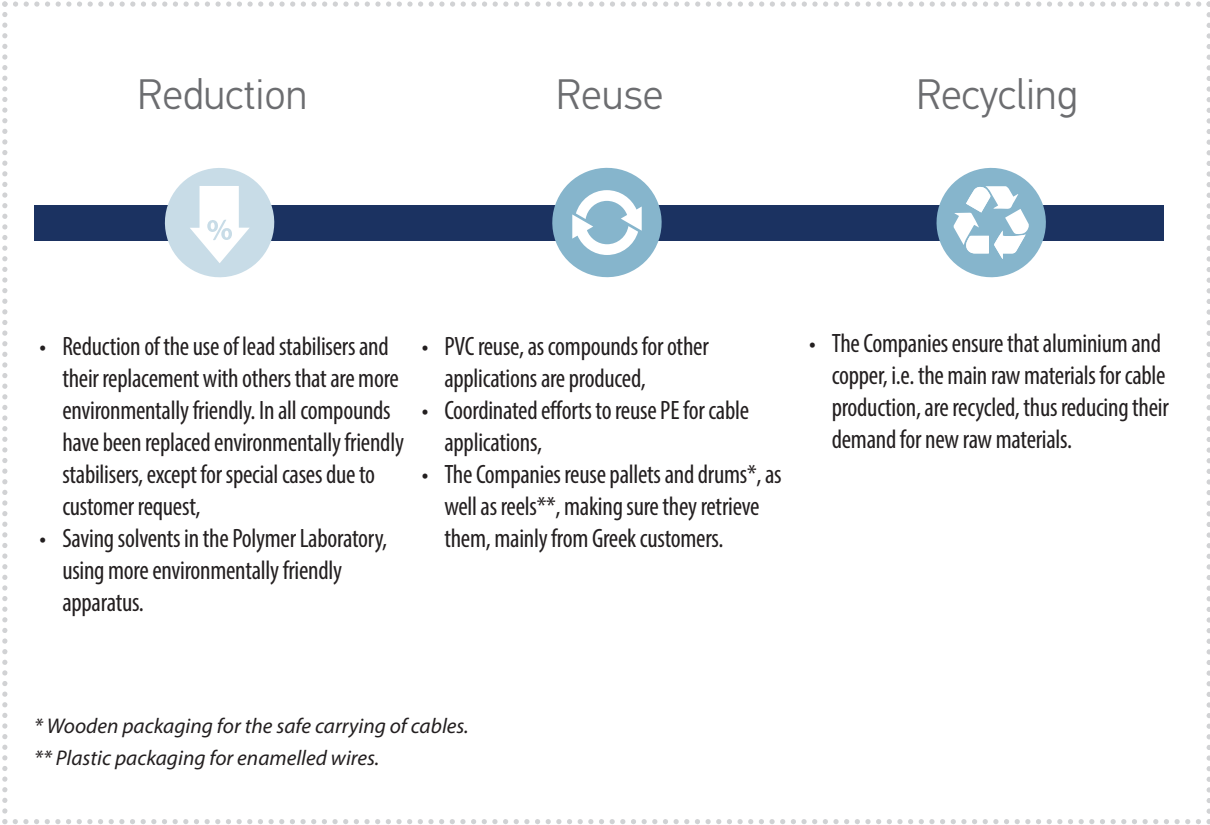 Reduction
%
• Reduction of the use of lead stabilisers and
their replacement with others that are more
environmentally friendly. In all compounds
have been replaced environmentally friendly
stabilisers, except for special cases due to
customer request,
• Saving solvents in the Polymer Laboratory,
using more environmentally friendly
apparatus.
Reuse
• PVC reuse, as compounds for other
applications are produced,
• Coordinated efforts to reuse PE for cable
applications,
• The Companies reuse pallets and drums*, as
well as reels**, making sure they retrieve
them, mainly from Greek customers.
Recycling
• The Companies ensure that aluminium and
copper, i.e. the main raw materials for cable
production, are recycled, thus reducing their
demand for new raw materials.
* Wooden packaging for the safe carrying of cables.
** Plastic packaging for enamelled wires.